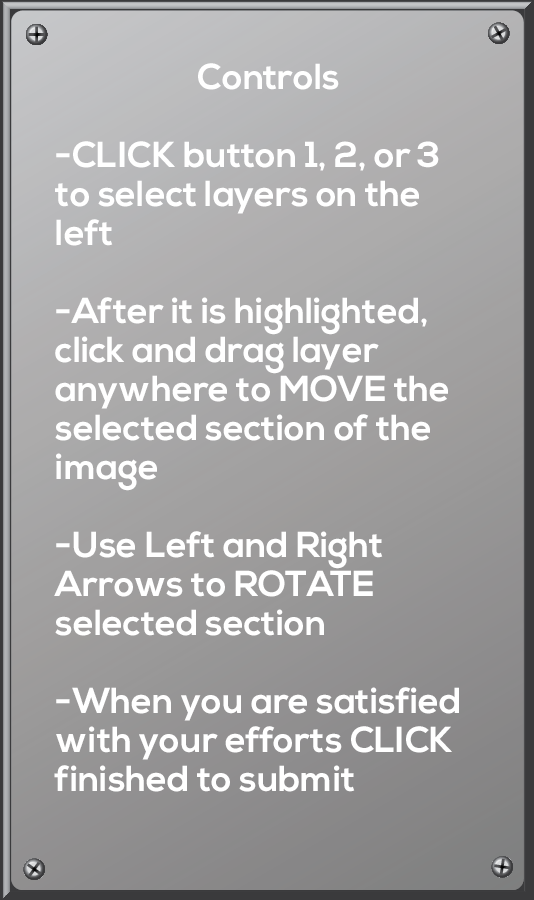 Controls
-CLICK button 1, 2, or 3
to select layers on the
left
-After it is highlighted,
click and drag layer
anywhere to MOVE the
selected section of the
image
-Use Left and Right
Arrows to ROTATE
selected section
-When you are satisfied
with your efforts CLICK
finished to submit